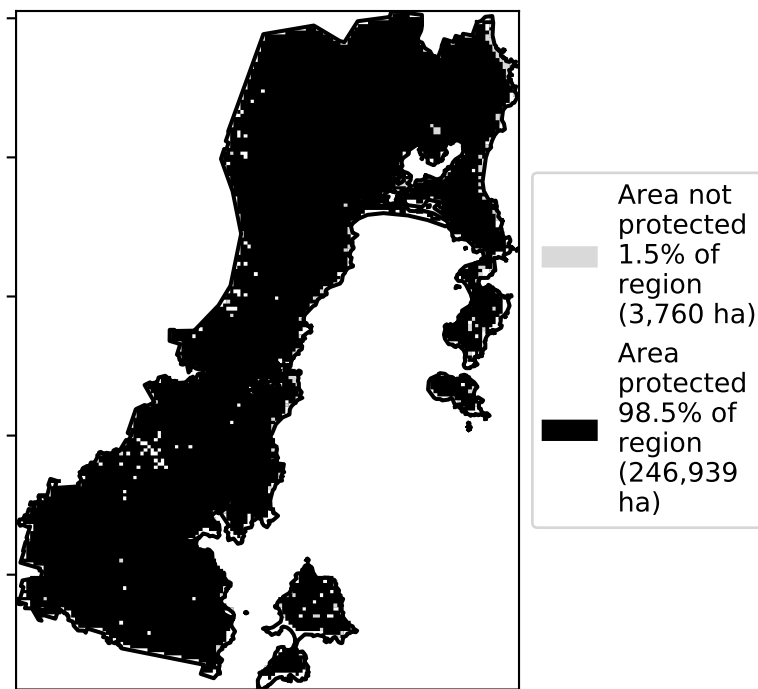 Area not
protected
1.5% of
region
(3,760 ha)
Area
protected
98.5% of
region
(246,939
ha)